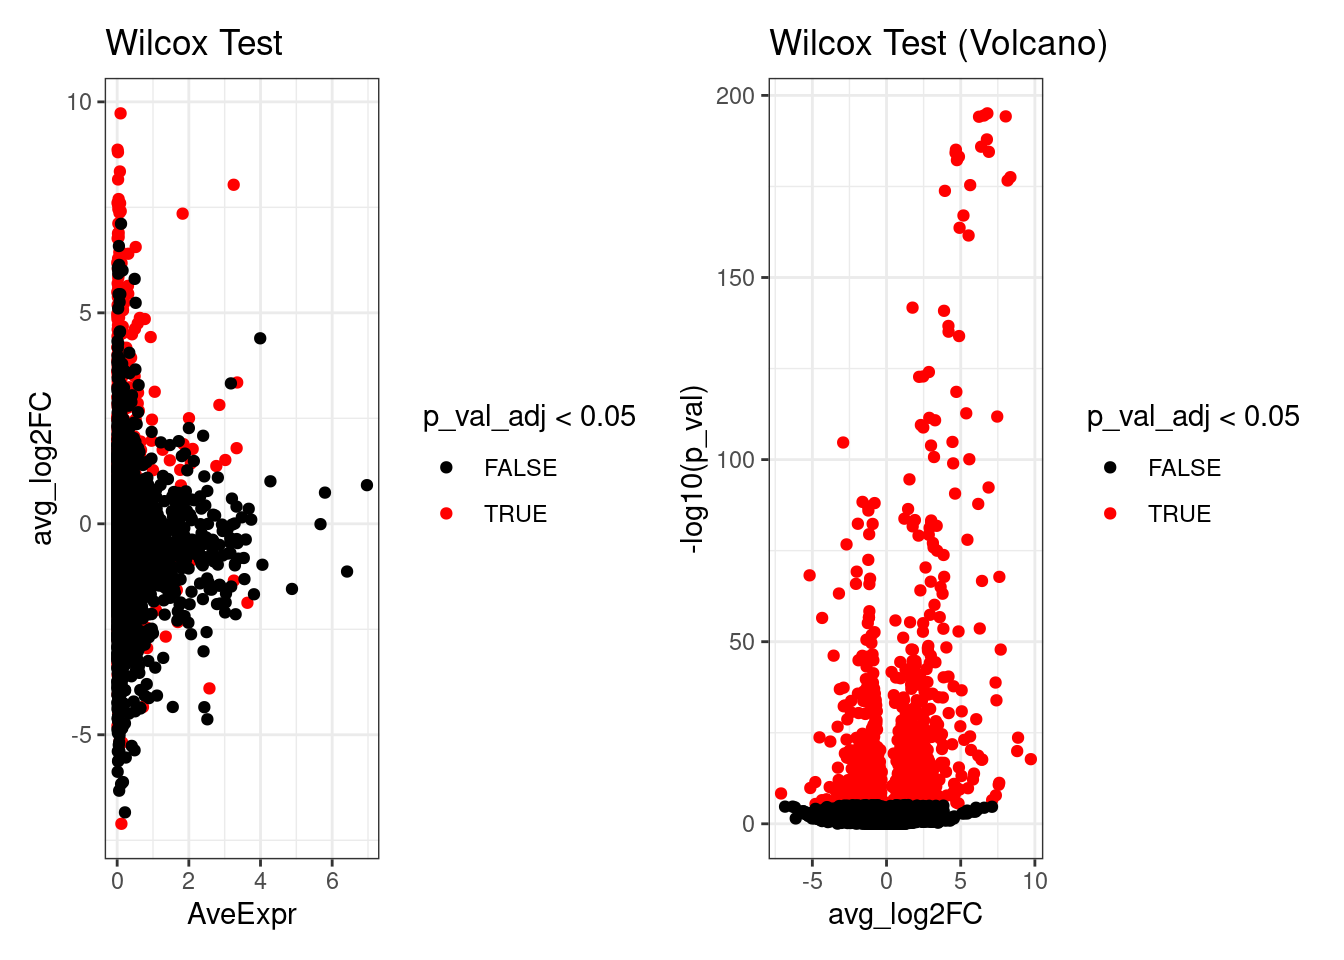 Wilcox Test
10
5
0
-5
avg_log2FC
0 2 4 6
AveExpr
p_val_adj < 0.05
FALSE
TRUE
Wilcox Test (Volcano)
200
150
100
50
0
-log10(p_val)
-5 0 5 10
avg_log2FC
p_val_adj < 0.05
FALSE
TRUE